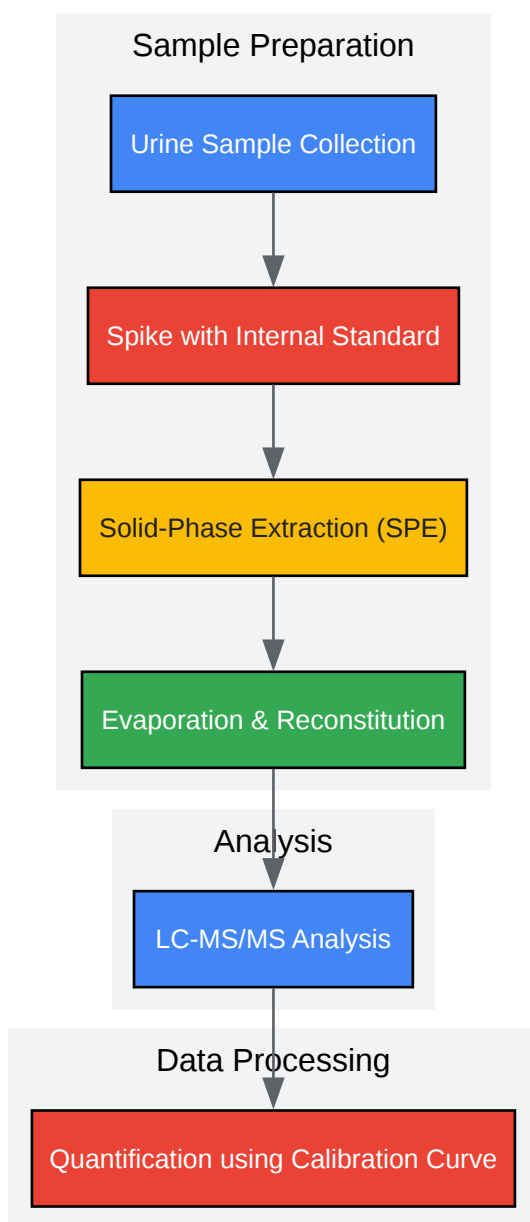 Sample Preparation
Urine Sample Collection
Spike with Internal Standard
Solid-Phase Extraction (SPE)
Evaporation & Reconstitution
Analysis
LC-MS/MS Analysis
Data Processing
Quantification using Calibration Curve